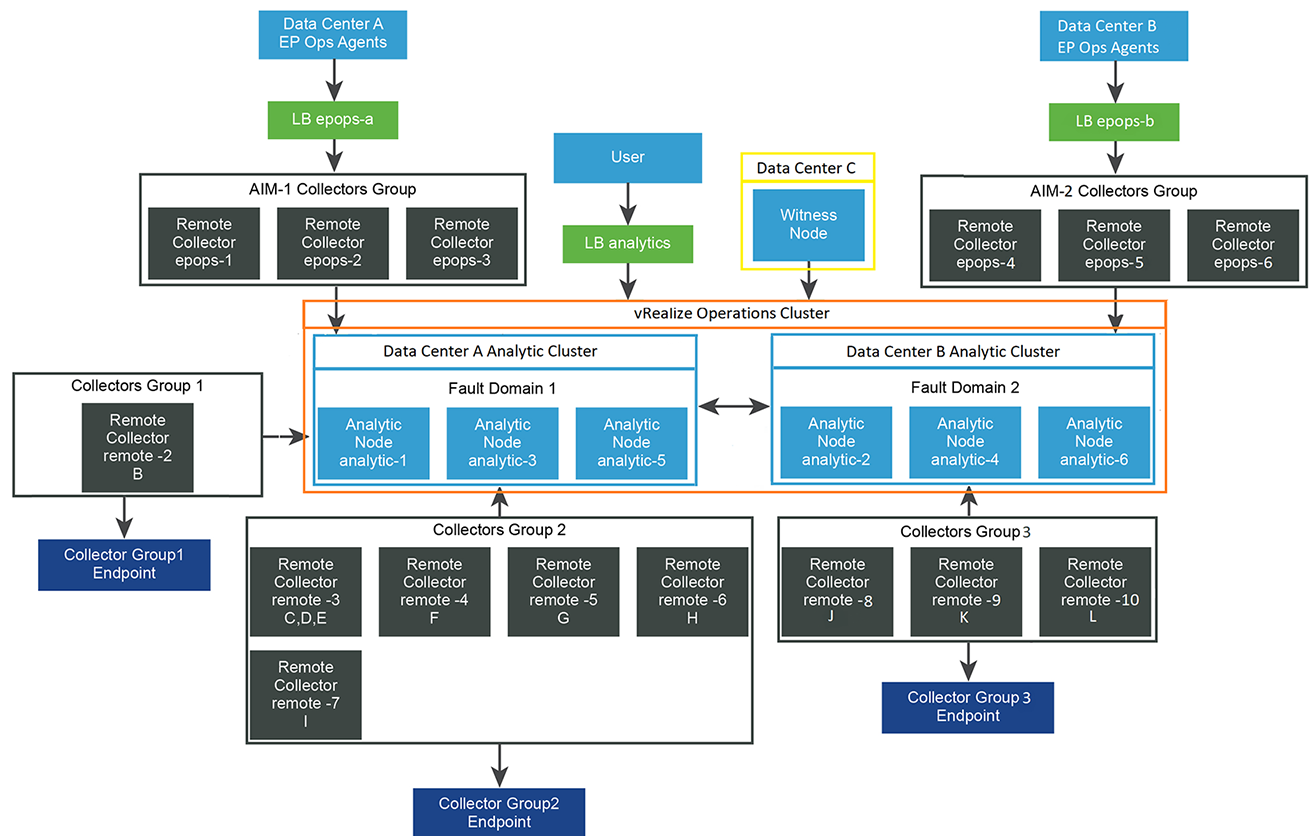 Data Center A
EP Ops Agents
Data Center B
EP Ops Agents
LB epops-a
LB epops-b
User
Data Center C
AIM-1 Collectors Group
AIM-2 Collectors Group
Remote
Collector
epops-1
Remote
Collector
epops-2
Remote
Collector
epops-3
LB analytics
Witness
Node
Remote
Collector
epops-4
Remote
Collector
epops-5
Remote
Collector
epops-6
vRealize Operations Cluster
Data Center A Analytic Cluster
Data Center B Analytic Cluster
Fault Domain 1
Fault Domain 2
Collectors Group 1
Remote
Collector
remote -2
B
Analytic
Node
analytic-1
Analytic
Node
analytic-3
Analytic
Node
analytic-5
Analytic
Node
analytic-2
Analytic
Node
analytic-4
Analytic
Node
analytic-6
Collector Group1
Endpoint
Collectors Group 2
Collectors Group 3
Remote
Collector
remote -3
C,D,E
Remote
Collector
remote -4
F
Remote
Collector
remote -5
G
Remote
Collector
remote -6
H
Remote
Collector
remote -8
J
Remote
Collector
remote -9
K
Remote
Collector
remote -10
L
Remote
Collector
remote -7
I
Collector Group 3
Endpoint
Collector Group2
Endpoint